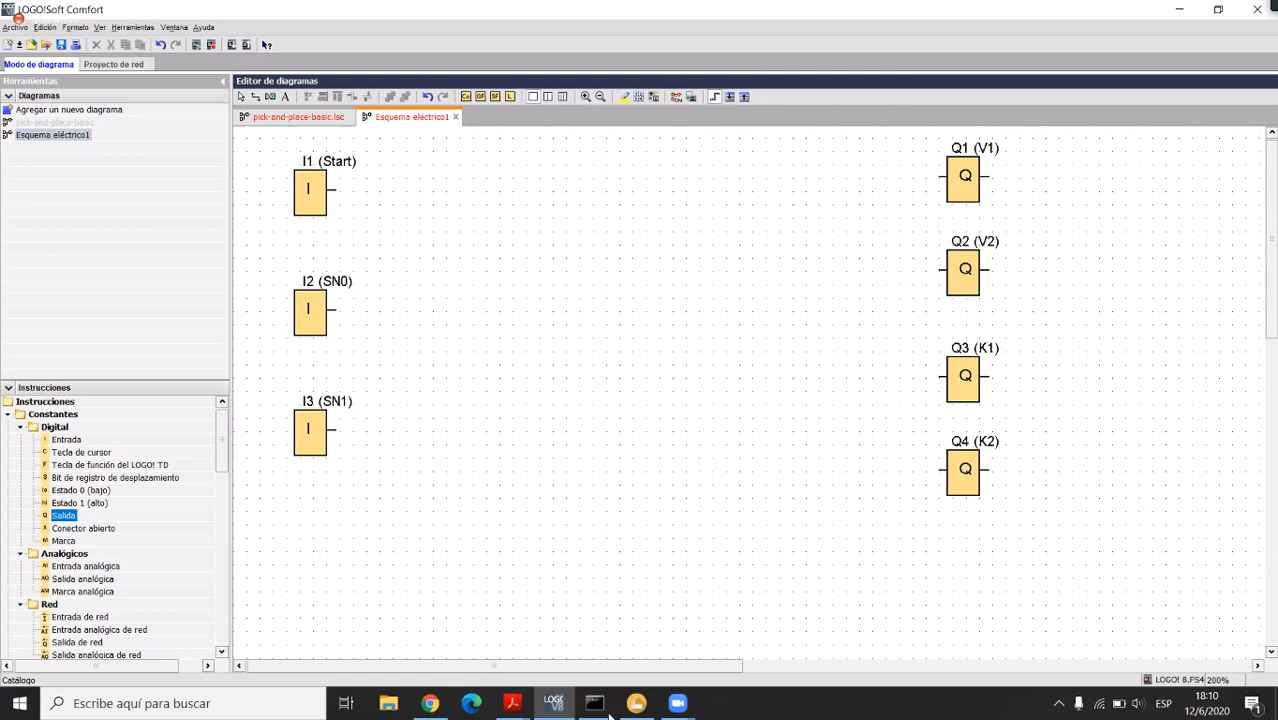 LOGO!Soft Comfort
Archivo Edición Formato Ver Herramientas Ventana Ayuda
Modo de diagrama Proyecto de red
Herramientas
Editor de diagramas
Diagramas
Agregar un nuevo diagrama
pick-and-place-basic
Esquema eléctrico1
pick-and-place-basic.lsc Esquema eléctrico1
I1 (Start)
I
I2 (SN0)
I
I3 (SN1)
I
Q1 (V1)
Q
Q2 (V2)
Q
Q3 (K1)
Q
Q4 (K2)
Q
Instrucciones
Instrucciones
Constantes
Digital
Entrada
Tecla de cursor
Tecla de función del LOGO! TD
Bit de registro de desplazamiento
Estado 0 (bajo)
Estado 1 (alto)
Salida
Conector abierto
Marca
Analógicos
Entrada analógica
Salida analógica
Marca analógica
Red
Entrada de red
Entrada analógica de red
Salida de red
Salida analógica de red
Catálogo
LOGO! 8.FS4 200%
Escribe aquí para buscar
ESP
18:10
12/6/2020